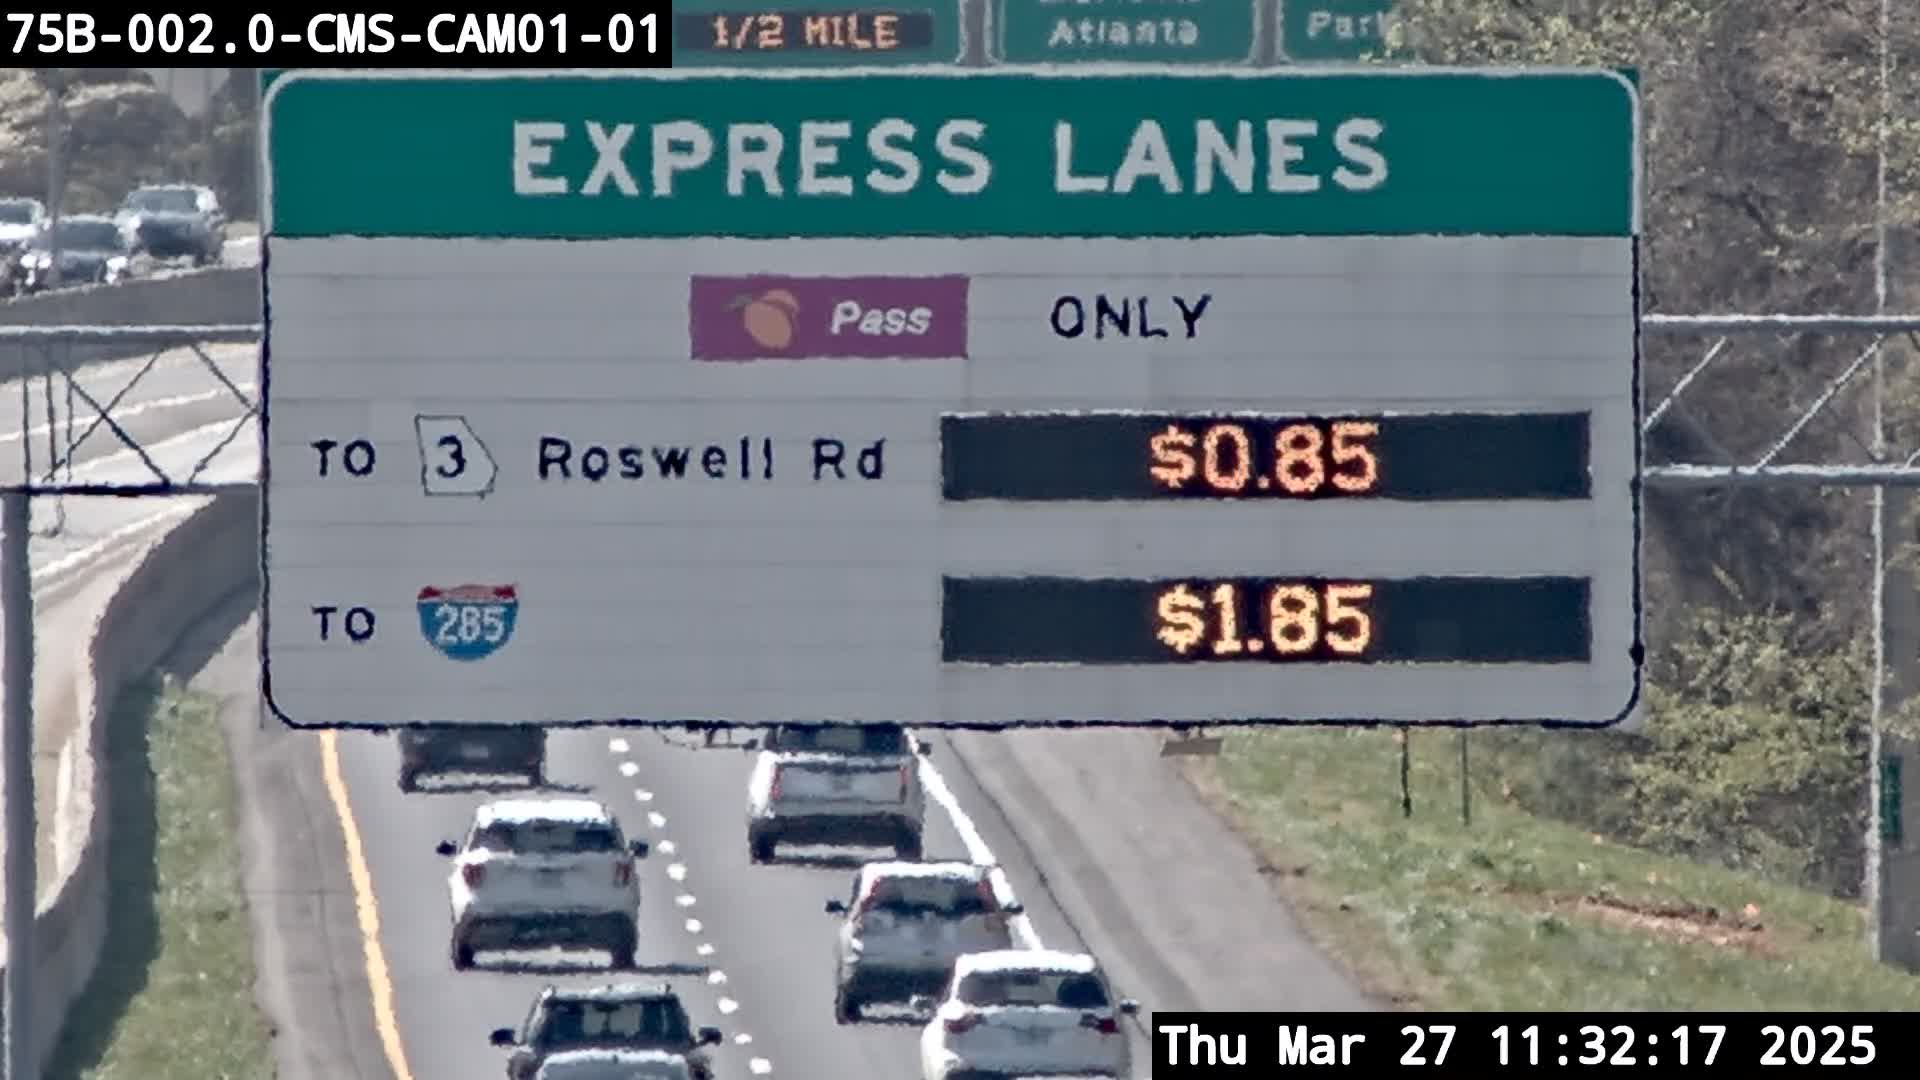 75B-002.0-CMS-CAM01-01
1/2 MILE
Atlanta
EXPRESS LANES
Pass ONLY
TO 3 Roswell Rd $0.85
TO 285 $1.85
Thu Mar 27 11:32:17 2025